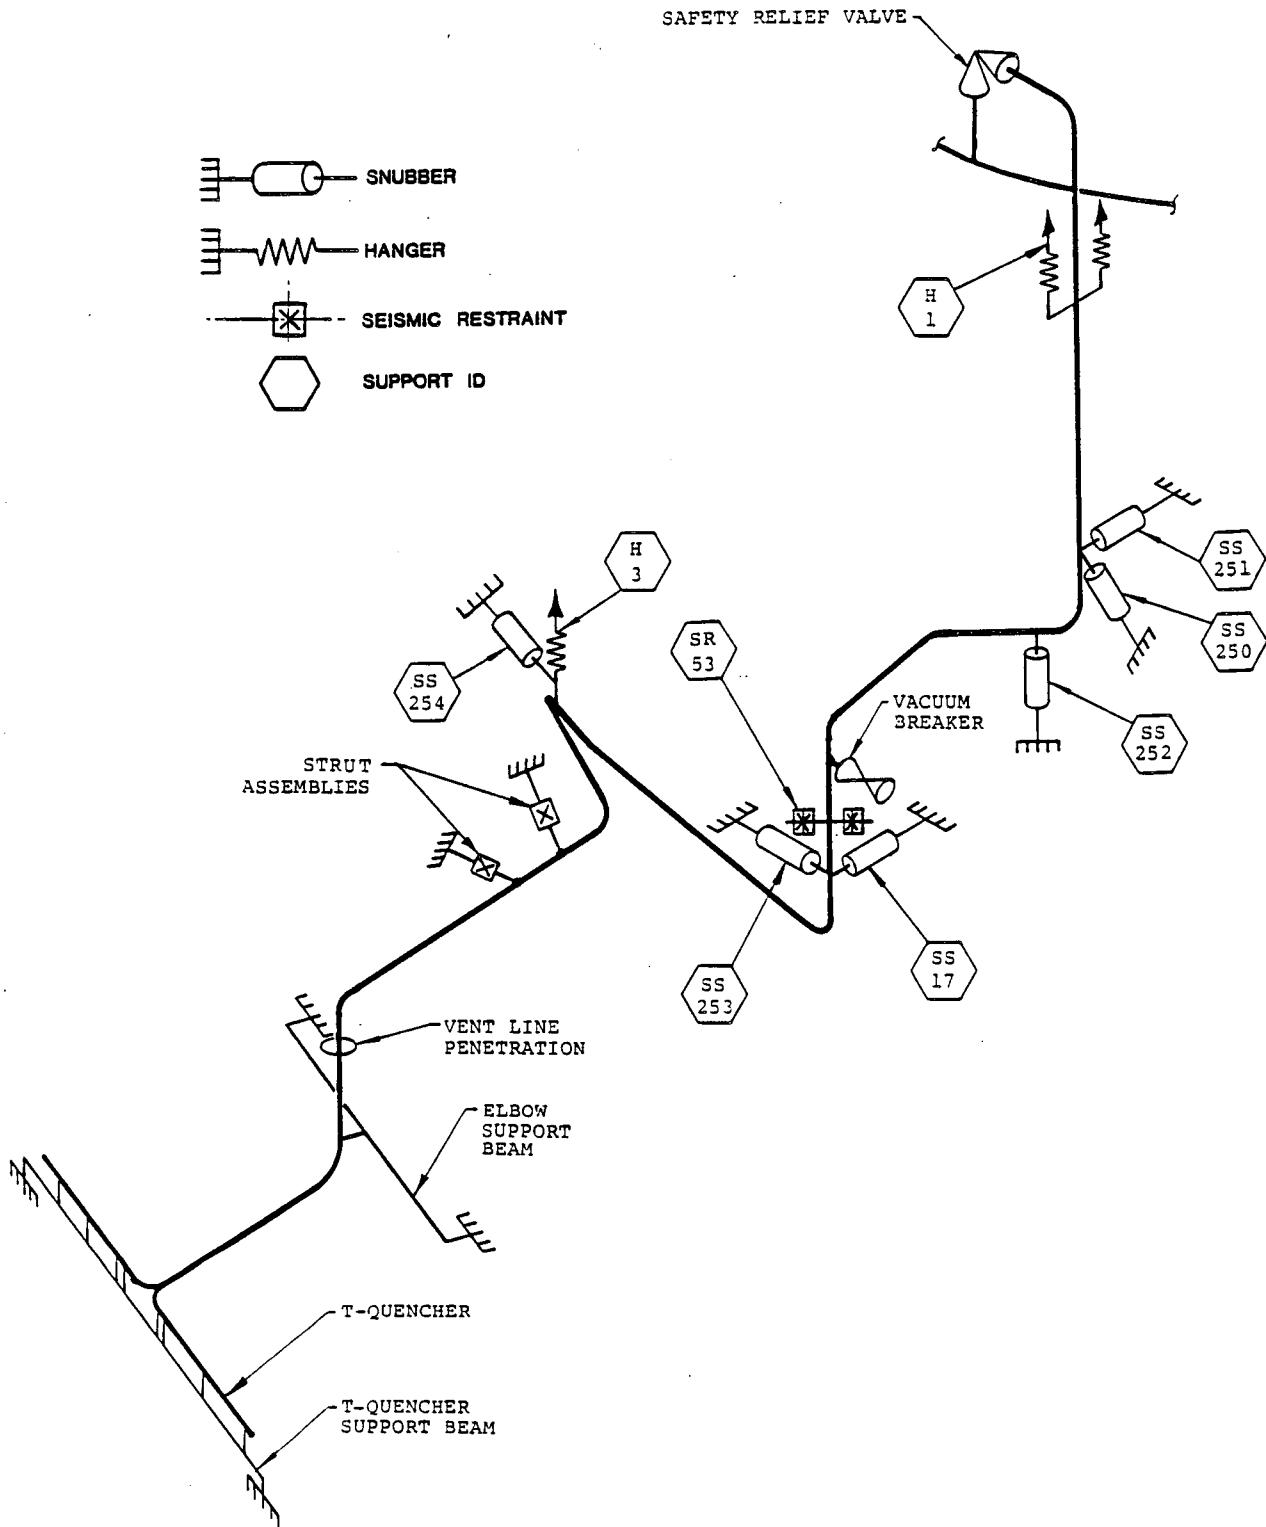 SAFETY RELIEF VALVE
SNUBBER
HANGER
SEISMIC RESTRAINT
SUPPORT ID
H
1
SS
251
SS
250
SS
252
H
3
SS
254
SR
53
VACUUM
BREAKER
STRUT
ASSEMBLIES
SS
253
SS
17
VENT LINE
PENETRATION
ELBOW
SUPPORT
BEAM
T-QUENCHER
T-QUENCHER
SUPPORT BEAM